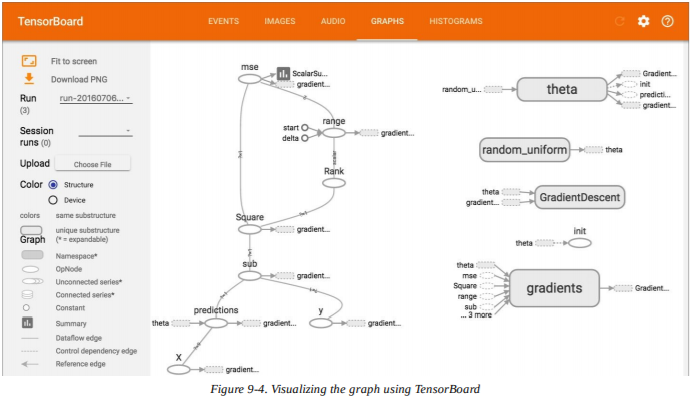 TensorBoard
EVENTS IMAGES AUDIO GRAPHS HISTOGRAMS
Fit to screen
Download PNG
Run run-20160706...
(3)
Session
runs (0)
Upload Choose File
Color Structure
Device
colors same substructure
unique substructure
Graph (* = expandable)
Namespace*
OpNode
Unconnected series*
Connected series*
Constant
Summary
Dataflow edge
Control dependency edge
Reference edge
mse
ScalarSu...
gradient...
range
start
delta
gradient...
Rank
Square
gradient...
sub
gradient...
predictions
theta
gradient...
y
gradient...
X
gradient...
random_u...
theta
Gradient...
init
predicti...
gradient...
random_uniform
theta
theta
gradient...
GradientDescent
init
theta
theta
mse
Square
range
sub
... 3 more
gradients
Gradient...
Figure 9-4. Visualizing the graph using TensorBoard